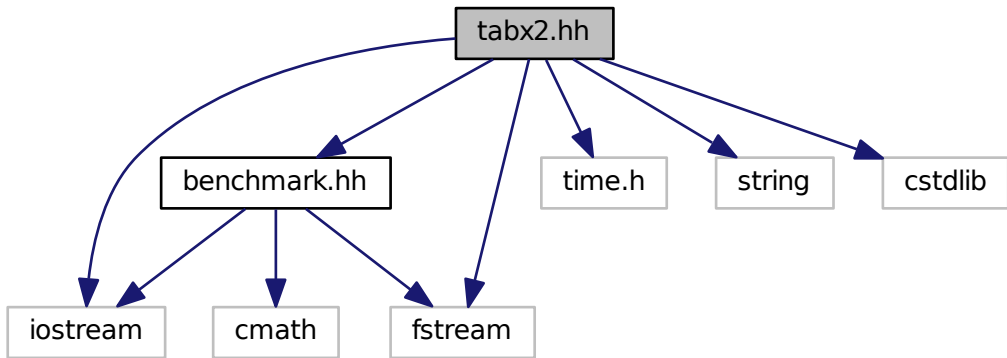 tabx2.hh
benchmark.hh
time.h
string
cstdlib
iostream
cmath
fstream